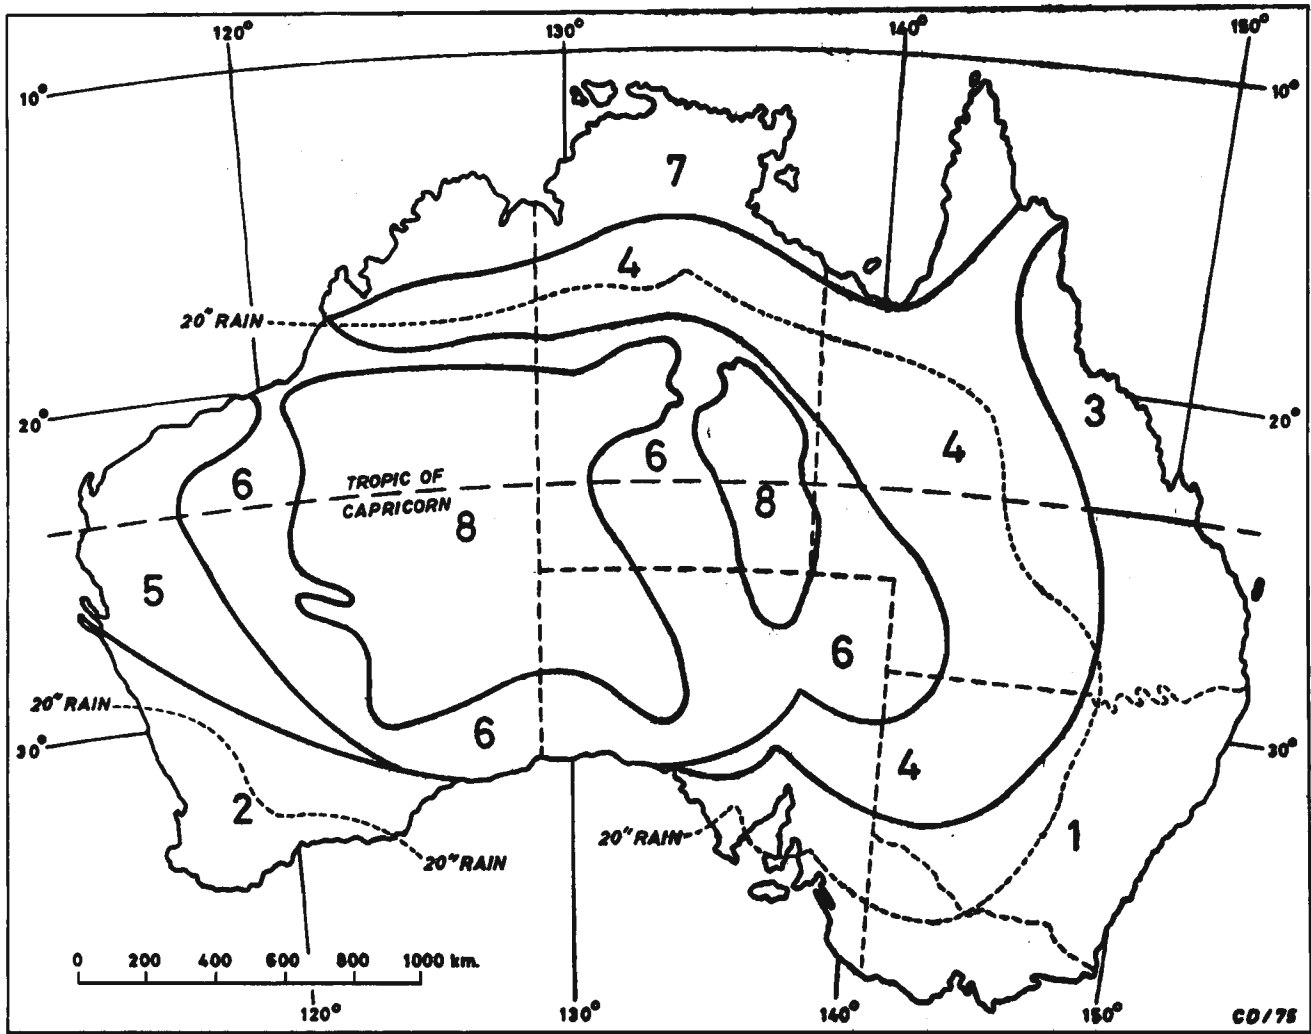 120° 130° 140° 150°
10° 10°
7
4
20" RAIN
20° 20°
3
6 6 4
TROPIC OF
CAPRICORN
8 8
5
6
20" RAIN
30° 30°
6 4
2 1
20" RAIN
20" RAIN
0 200 400 600 800 1000 km.
120° 130° 140° 150°
CD/75